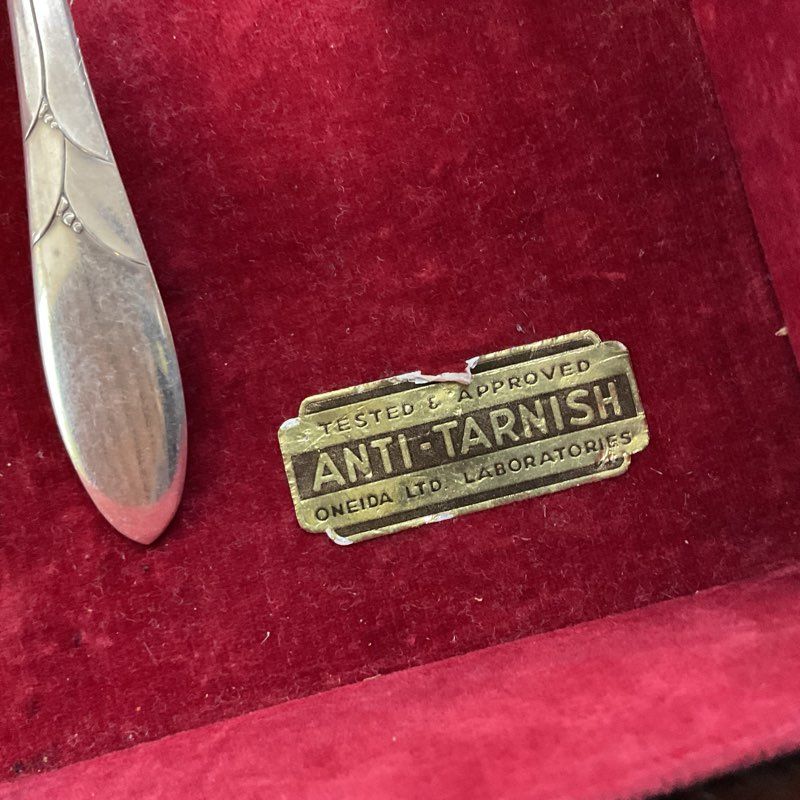 TESTED & APPROVED
ANTI-TARNISH
ONEIDA LTD. LABORATORIES